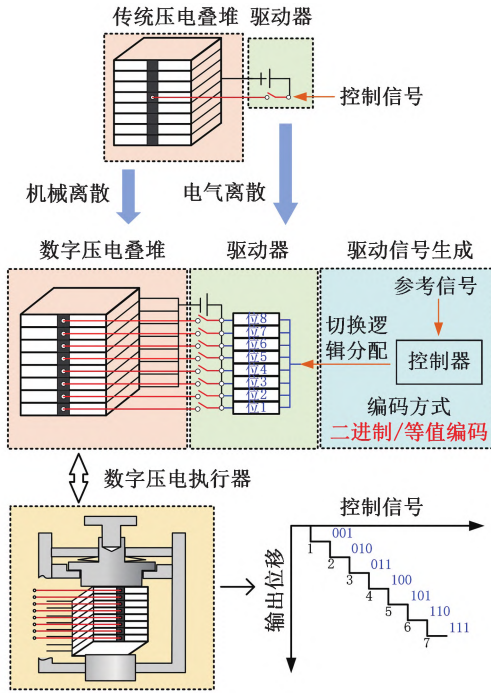 传统压电叠堆
驱动器
控制信号
机械离散
电气离散
数字压电叠堆
驱动器
驱动信号生成
位8
位7
位6
位5
位4
位3
位2
位1
切换逻
辑分配
参考信号
控制器
编码方式
二进制/等值编码
数字压电执行器
控制信号
输出位移
1
001
2
010
3
011
4
100
5
101
6
110
7
111